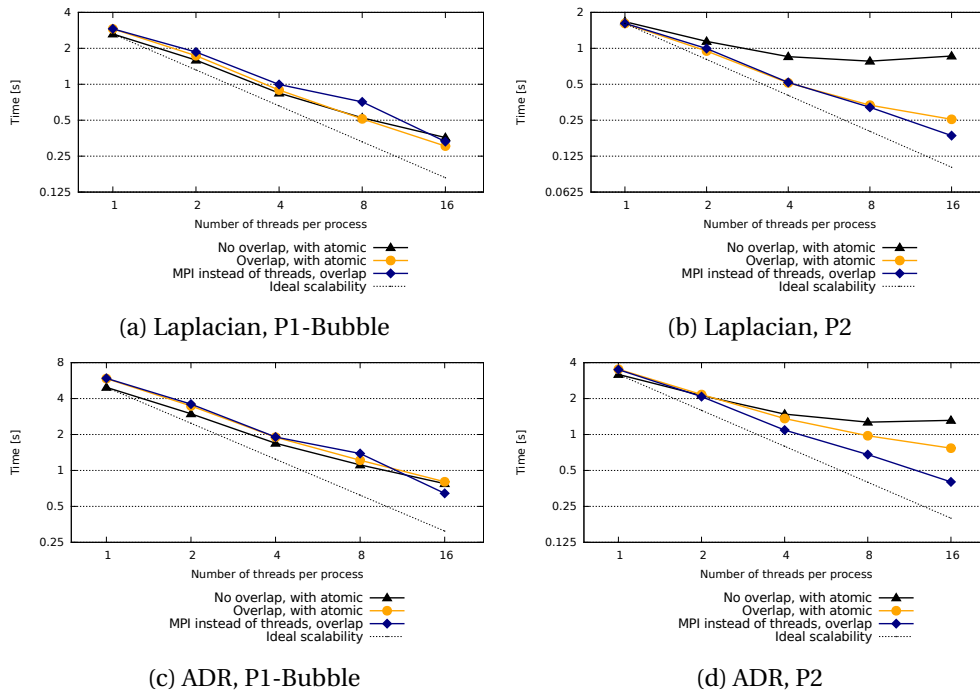 4
2
1
0.5
0.25
0.125
Time [s]
1 2 4 8 16
Number of threads per process
No overlap, with atomic
Overlap, with atomic
MPI instead of threads, overlap
Ideal scalability
(a) Laplacian, P1-Bubble
2
1
0.5
0.25
0.125
0.0625
Time [s]
1 2 4 8 16
Number of threads per process
No overlap, with atomic
Overlap, with atomic
MPI instead of threads, overlap
Ideal scalability
(b) Laplacian, P2
8
4
2
1
0.5
0.25
Time [s]
1 2 4 8 16
Number of threads per process
No overlap, with atomic
Overlap, with atomic
MPI instead of threads, overlap
Ideal scalability
(c) ADR, P1-Bubble
4
2
1
0.5
0.25
0.125
Time [s]
1 2 4 8 16
Number of threads per process
No overlap, with atomic
Overlap, with atomic
MPI instead of threads, overlap
Ideal scalability
(d) ADR, P2